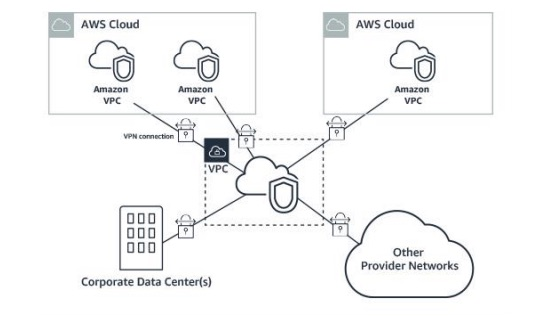 AWS Cloud
AWS Cloud
Amazon
VPC
Amazon
VPC
Amazon
VPC
VPN connection
VPC
Other
Provider Networks
Corporate Data Center(s)